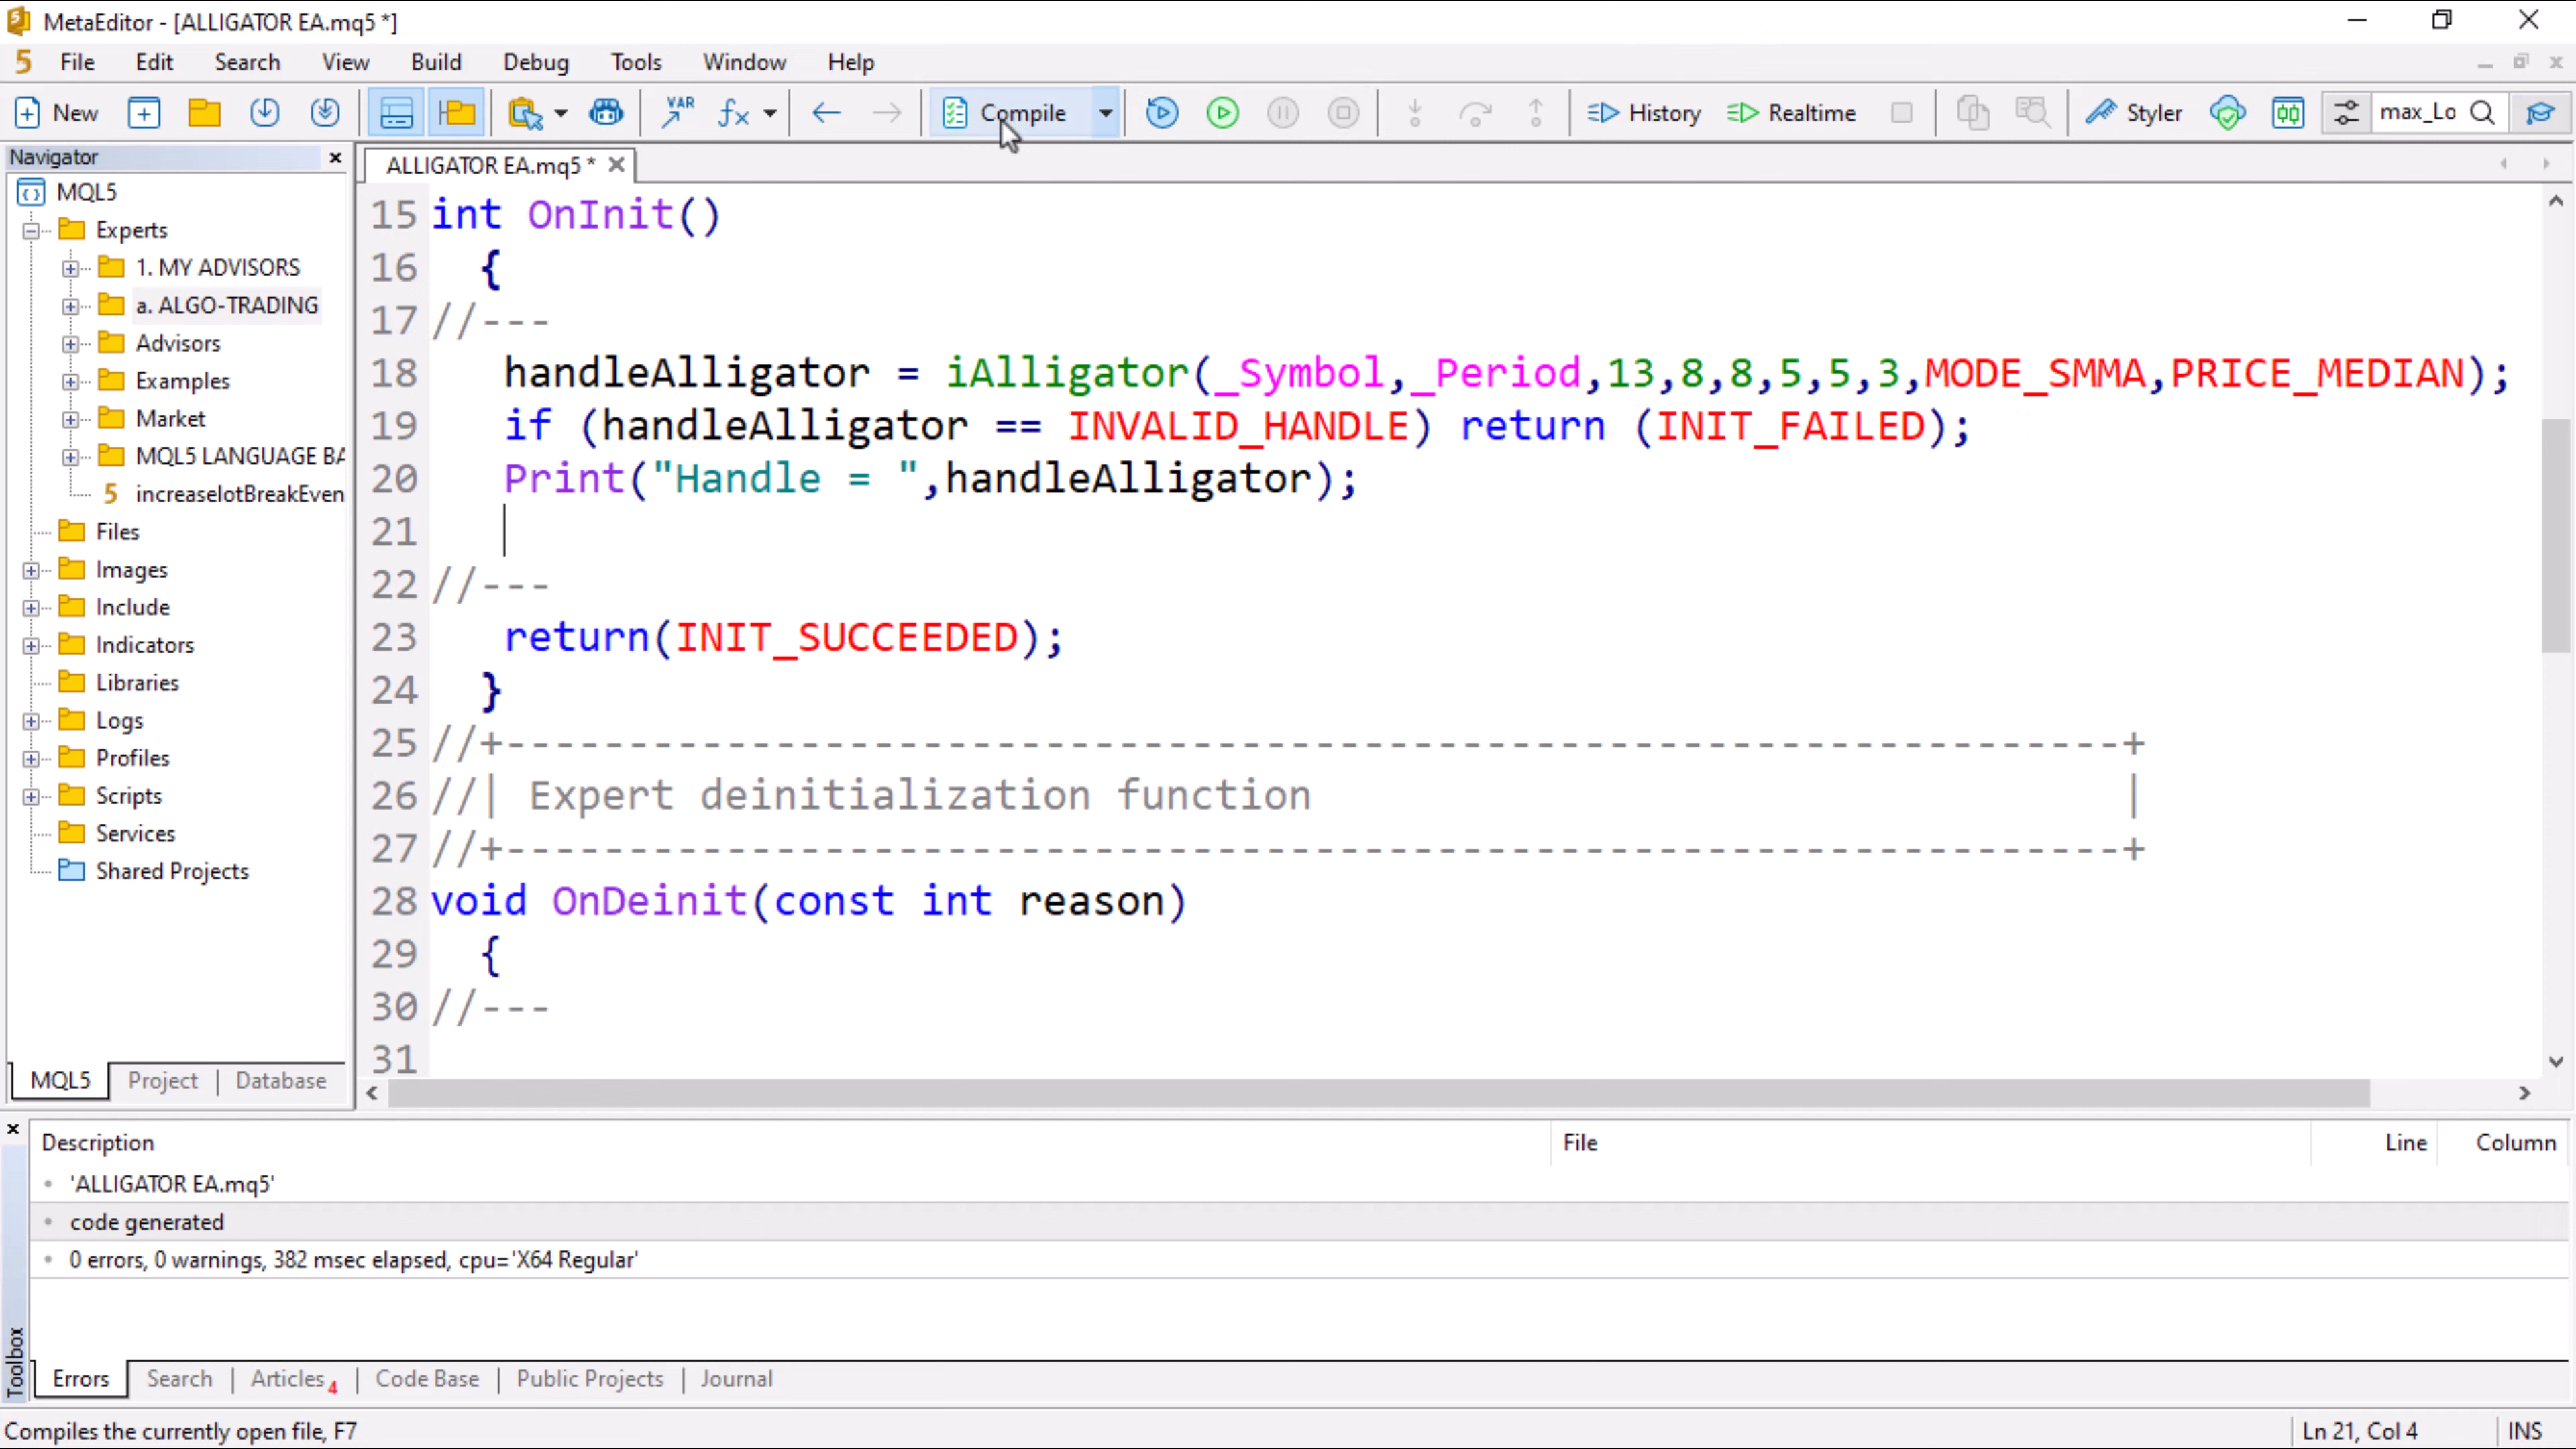 MetaEditor - [ALLIGATOR EA.mq5 *]
5 File Edit Search View Build Debug Tools Window Help
New VAR fx Compile History Realtime Styler max_Lo
Navigator
MQL5
Experts
1. MY ADVISORS
a. ALGO-TRADING
Advisors
Examples
Market
MQL5 LANGUAGE BA
5 increaselotBreakEven
Files
Images
Include
Indicators
Libraries
Logs
Profiles
Scripts
Services
Shared Projects
MQL5 Project Database
ALLIGATOR EA.mq5 *
15 int OnInit()
16 {
17 //---
18 handleAlligator = iAlligator(_Symbol,_Period,13,8,8,5,5,3,MODE_SMMA,PRICE_MEDIAN);
19 if (handleAlligator == INVALID_HANDLE) return (INIT_FAILED);
20 Print("Handle = ",handleAlligator);
21
22 //---
23 return(INIT_SUCCEEDED);
24 }
25 //+------------------------------------------------------------------+
26 //| Expert deinitialization function |
27 //+------------------------------------------------------------------+
28 void OnDeinit(const int reason)
29 {
30 //---
31
Description File Line Column
'ALLIGATOR EA.mq5'
code generated
0 errors, 0 warnings, 382 msec elapsed, cpu='X64 Regular'
Toolbox
Errors Search Articles 4 Code Base Public Projects Journal
Compiles the currently open file, F7 Ln 21, Col 4 INS